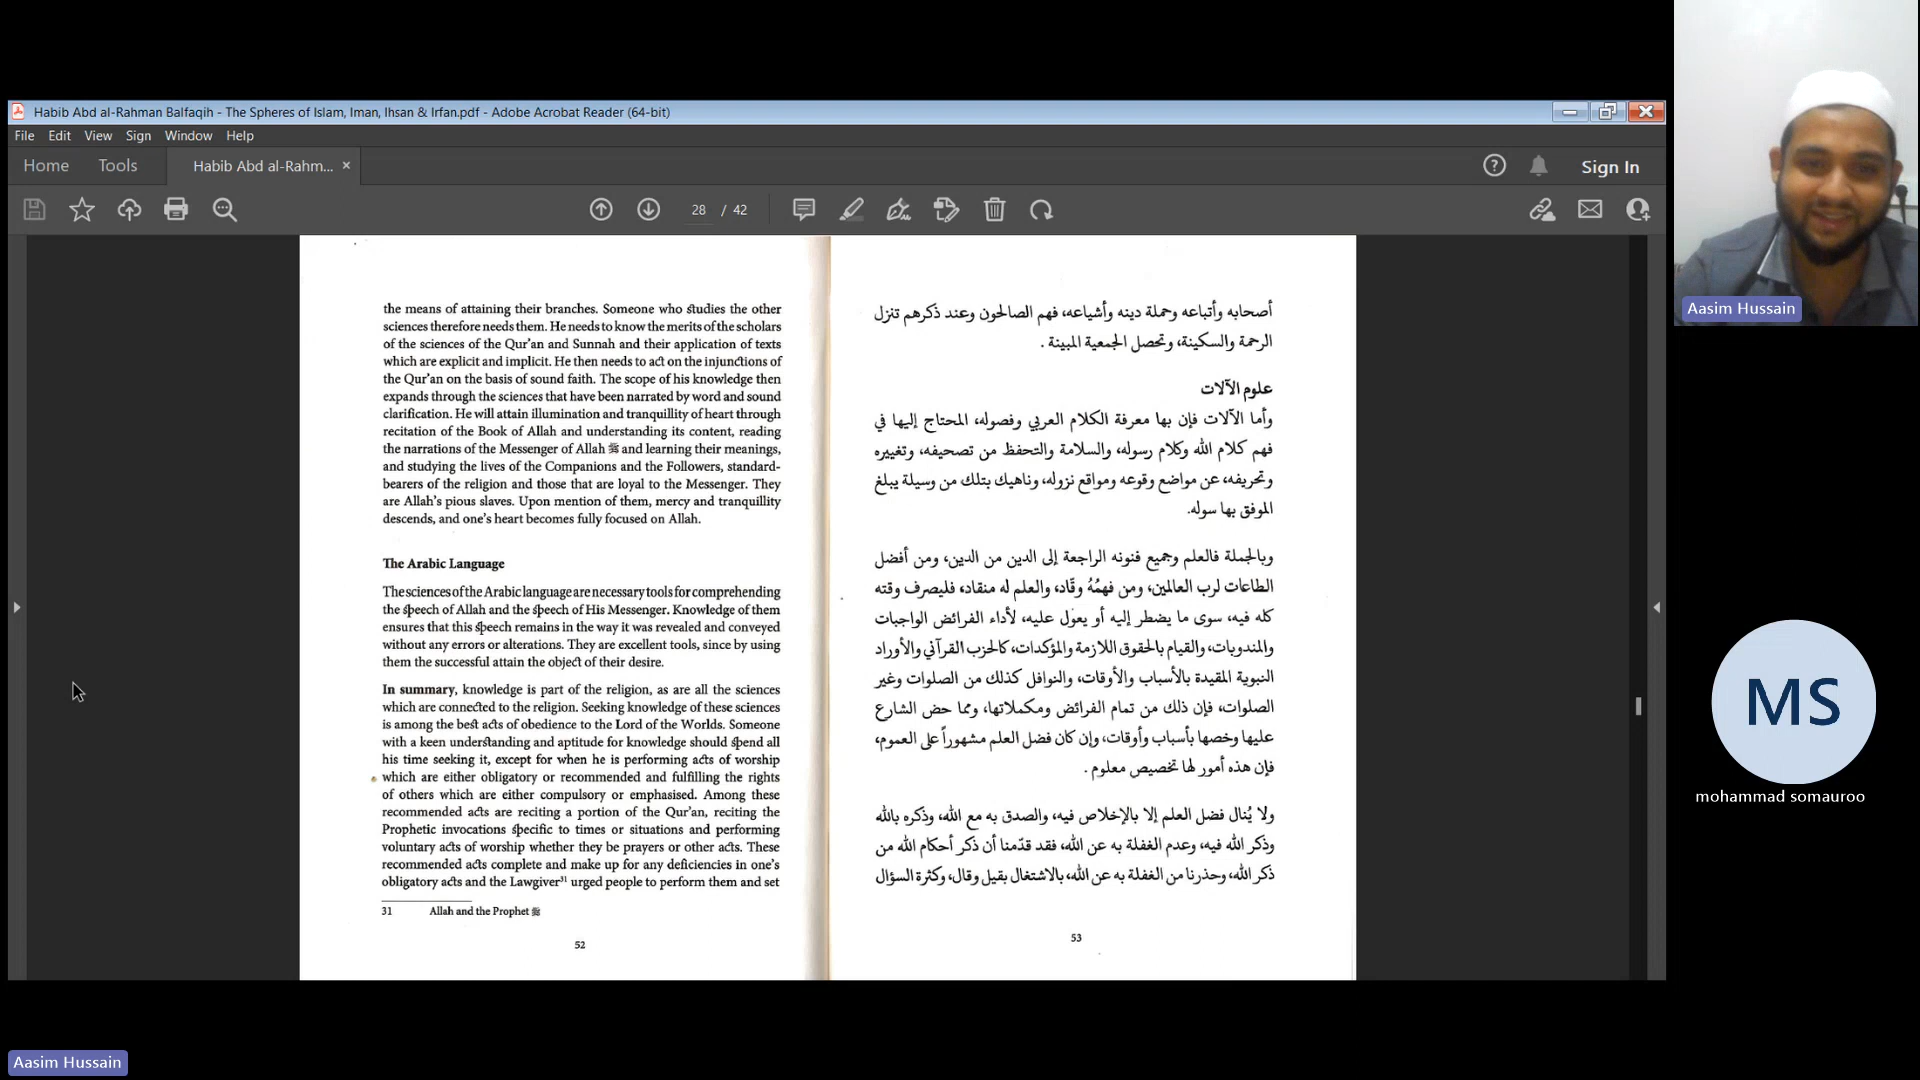 Habib Abd al-Rahman Balfaqih - The Spheres of Islam, Iman, Ihsan & Irfan.pdf - Adobe Acrobat Reader (64-bit)
File Edit View Sign Window Help
Home Tools Habib Abd al-Rahm... Sign In
28 / 42
the means of attaining their branches. Someone who studies the other
sciences therefore needs them. He needs to know the merits of the scholars
of the sciences of the Qur'an and Sunnah and their application of texts
which are explicit and implicit. He then needs to act on the injunctions of
the Qur'an on the basis of sound faith. The scope of his knowledge then
expands through the sciences that have been narrated by word and sound
clarification. He will attain illumination and tranquillity of heart through
recitation of the Book of Allah and understanding its content, reading
the narrations of the Messenger of Allah ﷺ and learning their meanings,
and studying the lives of the Companions and the Followers, standard-
bearers of the religion and those that are loyal to the Messenger. They
are Allah's pious slaves. Upon mention of them, mercy and tranquillity
descends, and one's heart becomes fully focused on Allah.
The Arabic Language
The sciences of the Arabic language are necessary tools for comprehending
the speech of Allah and the speech of His Messenger. Knowledge of them
ensures that this speech remains in the way it was revealed and conveyed
without any errors or alterations. They are excellent tools, since by using
them the successful attain the object of their desire.
In summary, knowledge is part of the religion, as are all the sciences
which are connected to the religion. Seeking knowledge of these sciences
is among the best acts of obedience to the Lord of the Worlds. Someone
with a keen understanding and aptitude for knowledge should spend all
his time seeking it, except for when he is performing acts of worship
which are either obligatory or recommended and fulfilling the rights
of others which are either compulsory or emphasised. Among these
recommended acts are reciting a portion of the Qur'an, reciting the
Prophetic invocations specific to times or situations and performing
voluntary acts of worship whether they be prayers or other acts. These
recommended acts complete and make up for any deficiencies in one's
obligatory acts and the Lawgiver31 urged people to perform them and set
31 Allah and the Prophet ﷺ
52
أصحابه وأتباعه وحملة دينه وأشياعه، فهم الصالحون وعند ذكرهم تنزل
الرحمة والسكينة، وتحصل الجمعية المبينة .
علوم الآلات
وأما الآلات فإن بها معرفة الكلام العربي وفصوله، المحتاج إليها في
فهم كلام الله وكلام رسوله، والسلامة والتحفظ من تصحيفه، وتغييره
وتحريفه، عن مواضع وقوعه ومواقع نزوله، وناهيك بتلك من وسيلة يبلغ
الموفق بها سوله.
وبالجملة فالعلم وجميع فنونه الراجعة إلى الدين من الدين، ومن أفضل
الطاعات لرب العالمين، ومن فهمُهُ وقّاد، والعلم له منقاد، فليصرف وقته
كله فيه، سوى ما يضطر إليه أو يعوّل عليه، لأداء الفرائض الواجبات
والمندوبات، والقيام بالحقوق اللازمة والمؤكدات، كالحزب القرآني والأوراد
النبوية المقيدة بالأسباب والأوقات، والنوافل كذلك من الصلوات وغير
الصلوات، فإن ذلك من تمام الفرائض ومكملاتها، ومما حض الشارع
عليها وخصها بأسباب وأوقات، وإن كان فضل العلم مشهوراً على العموم،
فإن هذه أمور لها تخصيص معلوم .
ولا يُنال فضل العلم إلا بالإخلاص فيه، والصدق به مع الله، وذكره بالله
وذكر الله فيه، وعدم الغفلة به عن الله، فقد قدّمنا أن ذكر أحكام الله من
ذكر الله، وحذرنا من الغفلة به عن الله، بالاشتغال بقيل وقال، وكثرة السؤال
53
Aasim Hussain
MS
mohammad somauroo
Aasim Hussain